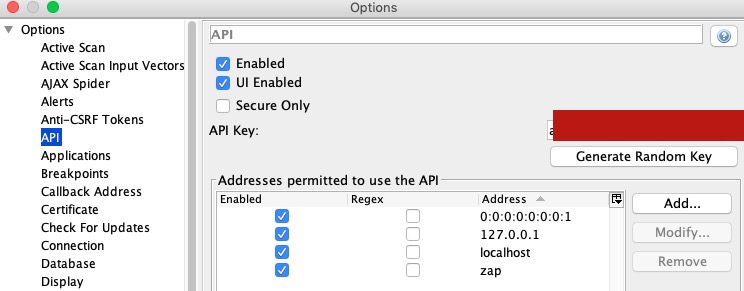 Options
Options
Active Scan
Active Scan Input Vectors
AJAX Spider
Alerts
Anti-CSRF Tokens
API
Applications
Breakpoints
Callback Address
Certificate
Check For Updates
Connection
Database
Display
API
Enabled
UI Enabled
Secure Only
API Key:
Generate Random Key
Addresses permitted to use the API
Enabled Regex Address
0:0:0:0:0:0:0:1
127.0.0.1
localhost
zap
Add...
Modify...
Remove